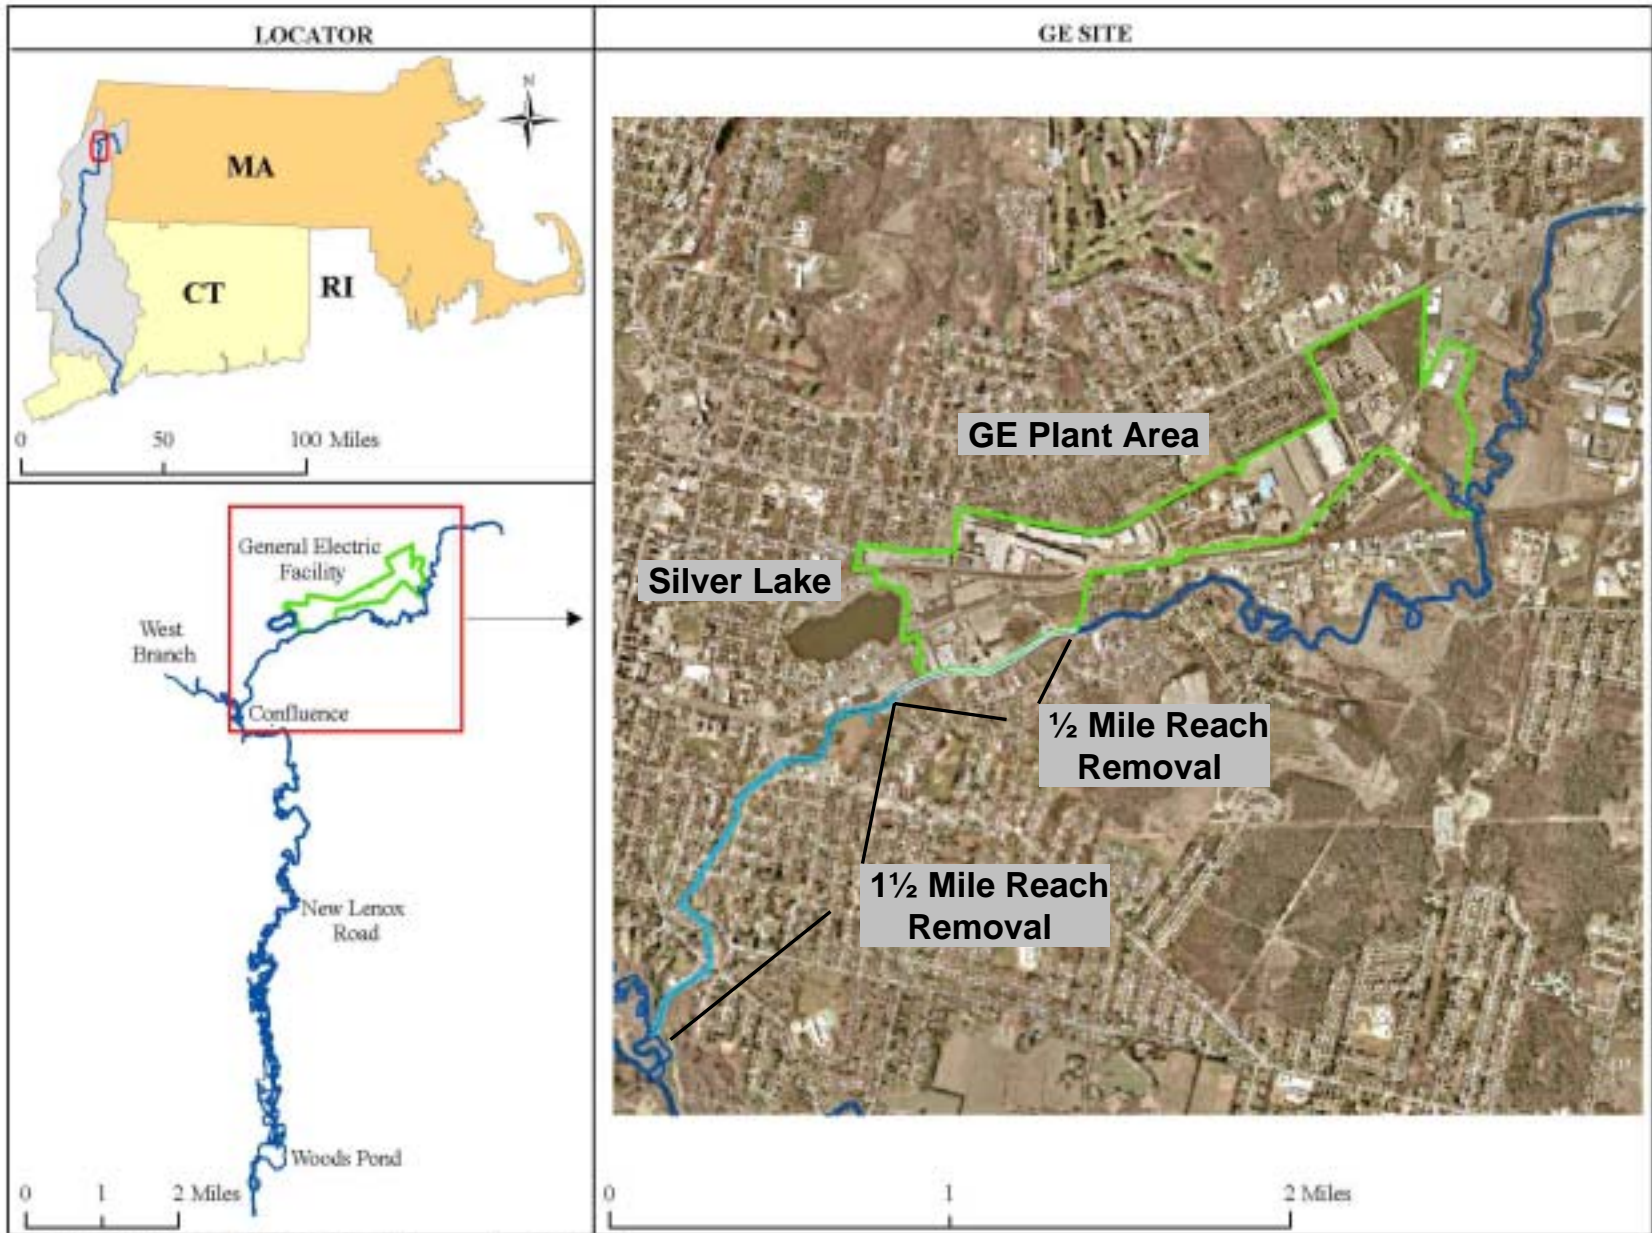 LOCATOR
N
MA
CT
RI
0 50 100 Miles
General Electric
Facility
West
Branch
Confluence
New Lenox
Road
Woods Pond
0 1 2 Miles
GE SITE
GE Plant Area
Silver Lake
½ Mile Reach
Removal
1½ Mile Reach
Removal
0 1 2 Miles